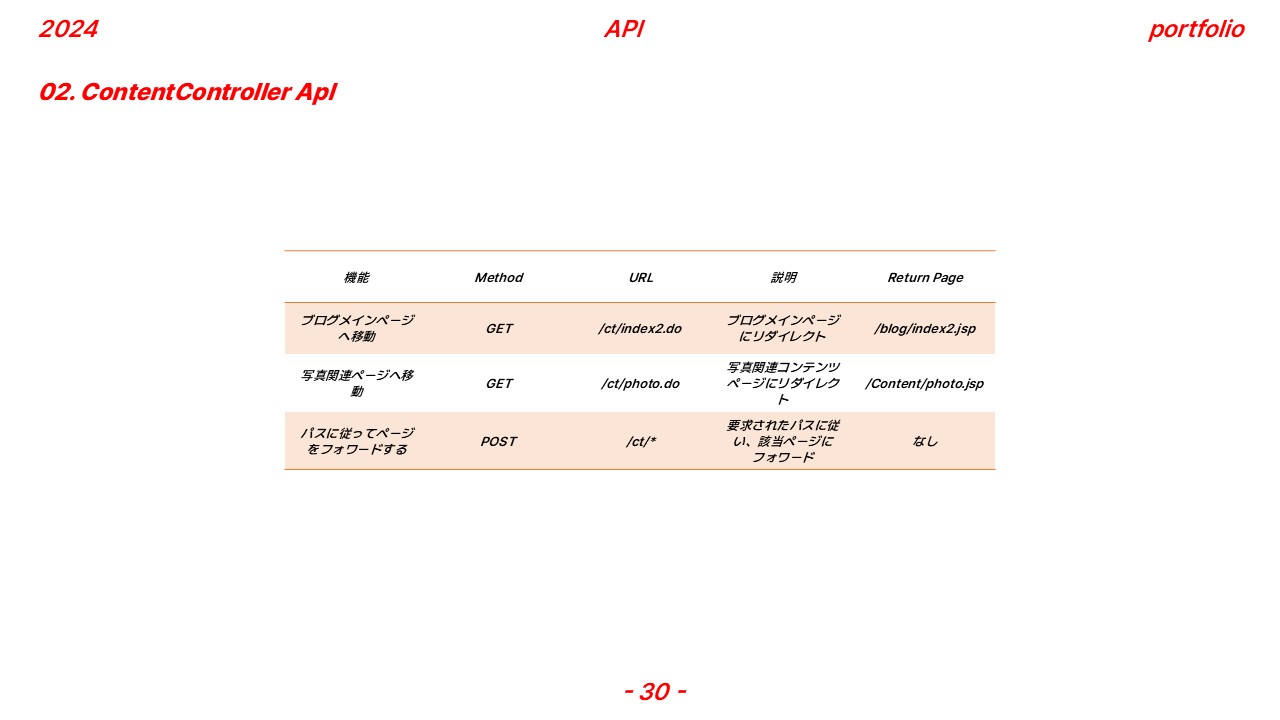 2024 API portfolio
02. ContentController ApI
機能 Method URL 説明 Return Page
ブログメインページ
へ移動
GET
/ct/index2.do
ブログメインページ
にリダイレクト
/blog/index2.jsp
写真関連ページへ移
動
GET
/ct/photo.do
写真関連コンテンツ
ページにリダイレク
ト
/Content/photo.jsp
パスに従ってページ
をフォワードする
POST
/ct/*
要求されたパスに従
い、該当ページに
フォワード
なし
- 30 -